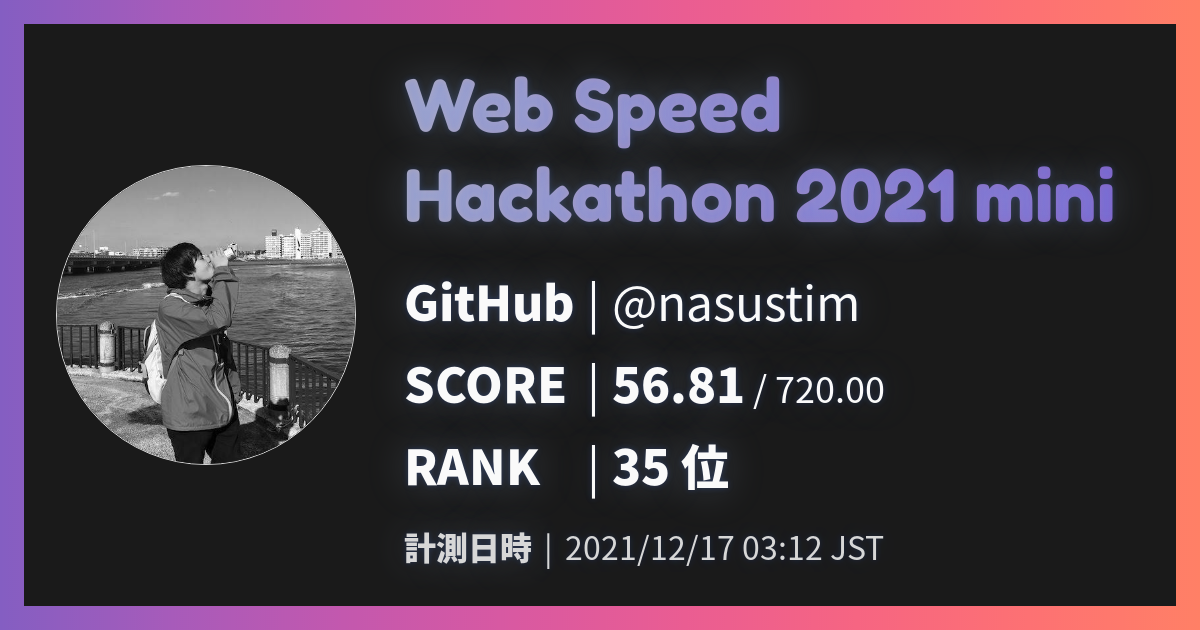 Web Speed
Hackathon 2021 mini
GitHub | @nasustim
SCORE | 56.81 / 720.00
RANK | 35 位
計測日時 | 2021/12/17 03:12 JST